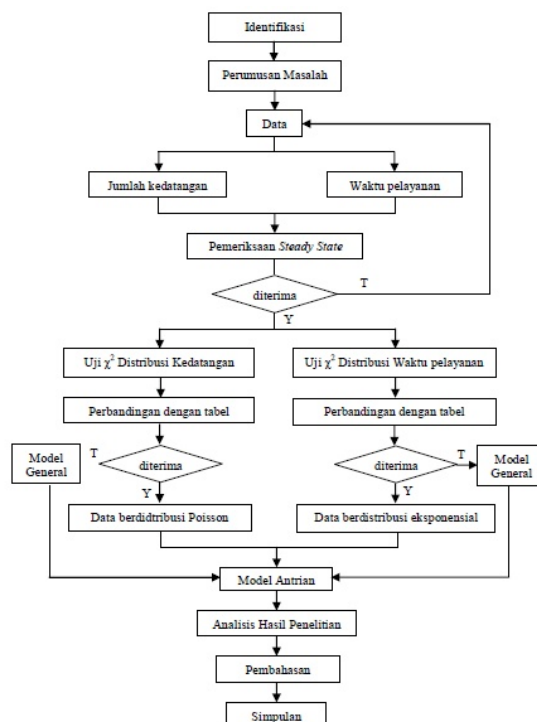 Identifikasi
Perumusan Masalah
Data
Jumlah kedatangan
Waktu pelayanan
Pemeriksaan Steady State
diterima
T
Y
Uji χ² Distribusi Kedatangan
Uji χ² Distribusi Waktu pelayanan
Perbandingan dengan tabel
Perbandingan dengan tabel
Model
General
T
diterima
Y
diterima
T
Y
Model
General
Data berdidtribusi Poisson
Data berdistribusi eksponensial
Model Antrian
Analisis Hasil Penelitian
Pembahasan
Simpulan